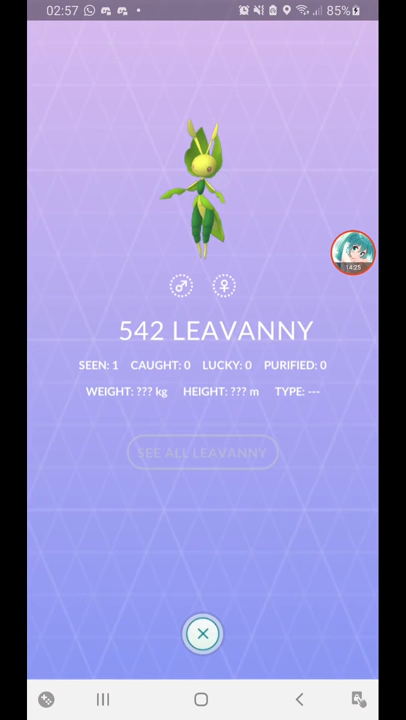 02:57 85%
14:25
542 LEAVANNY
SEEN: 1 CAUGHT: 0 LUCKY: 0 PURIFIED: 0
WEIGHT: ??? kg HEIGHT: ??? m TYPE: ---
SEE ALL LEAVANNY